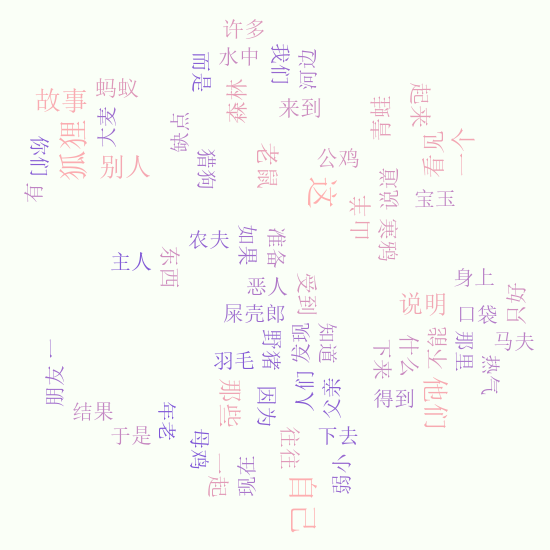 许多
水中
而是
我们
河边
森林
来到
蚂蚁
故事
大麦
缺点
你们
狐狸
别人
有
猎狗
老鼠
公鸡
青蛙
起来
看见
一个
这
山羊
说道
寒鸦
宝玉
农夫
如果
准备
主人
东西
恶人
受到
屎壳郎
身上
只好
说明
口袋
马夫
野猪
发现
知道
羽毛
下来
什么
不能
那里
热气
朋友
一
那些
因为
人们
父亲
得到
他们
结果
于是
年老
母鸡
往往
下去
一起
现在
弱小
自己